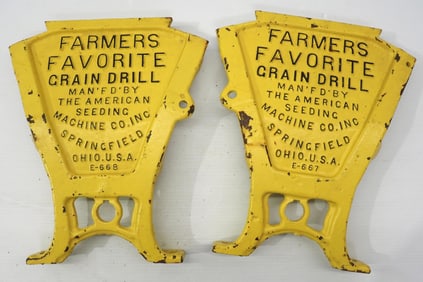 FARMERS
FAVORITE
GRAIN DRILL
MAN'F'D'BY
THE AMERICAN
SEEDING
MACHINE CO.INC
SPRINGFIELD
OHIO.U.S.A.
E-668
FARMERS
FAVORITE
GRAIN DRILL
MAN'F'D'BY
THE AMERICAN
SEEDING
MACHINE CO.INC
SPRINGFIELD
OHIO.U.S.A.
E-667